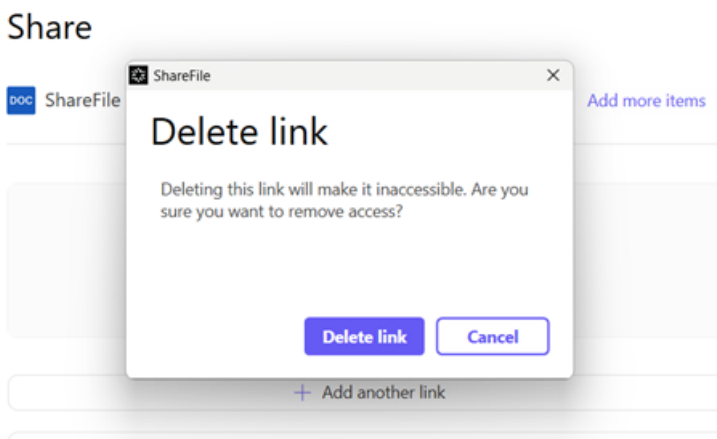 Share
ShareFile
DOC ShareFile
Add more items
Delete link
Deleting this link will make it inaccessible. Are you
sure you want to remove access?
Delete link
Cancel
Add another link